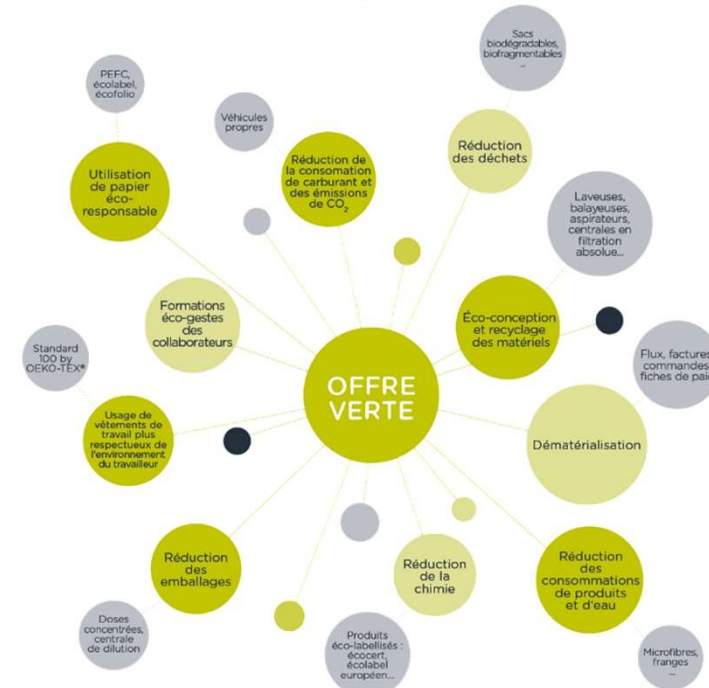 Sacs
biodégradables,
biofragmentables
...
PEFC,
écolabel,
écofolio
Véhicules
propres
Réduction de
la consomation
de carburant et
des émissions
de CO₂
Réduction
des déchets
Utilisation
de papier
éco-
responsable
Laveuses,
balayeuses,
aspirateurs,
centrales en
filtration
absolue...
Formations
éco-gestes
des
collaborateurs
Éco-conception
et recyclage
des matériels
Standard
100 by
OEKO-TEX®
Flux, factures,
commandes,
fiches de paie
OFFRE
VERTE
Usage de
vêtements de
travail plus
respectueux de
l'environnement
du travailleur
Dématérialisation
Réduction
des
emballages
Réduction
de la
chimie
Réduction
des
consommations
de produits
et d'eau
Doses
concentrées,
centrale
de dilution
Produits
éco-labellisés :
écocert,
écolabel
européen...
Microfibres,
franges
...